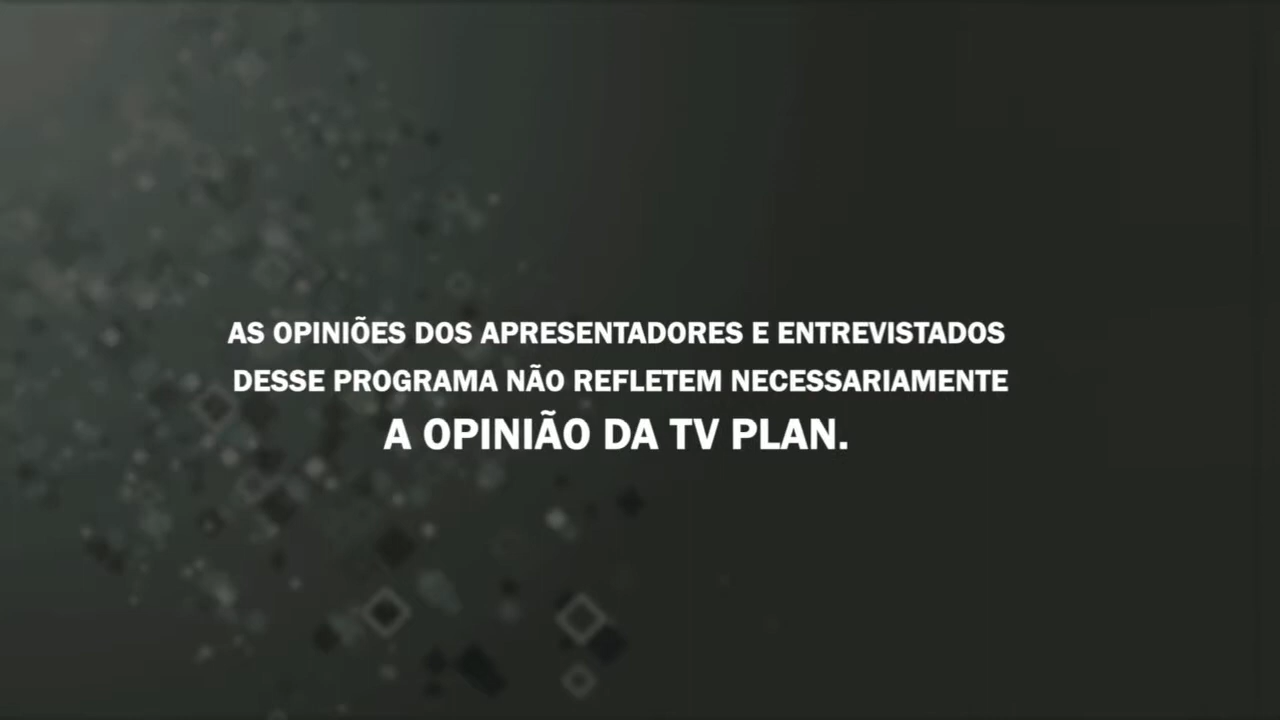 AS OPINIÕES DOS APRESENTADORES E ENTREVISTADOS
DESSE PROGRAMA NÃO REFLETEM NECESSARIAMENTE
A OPINIÃO DA TV PLAN.